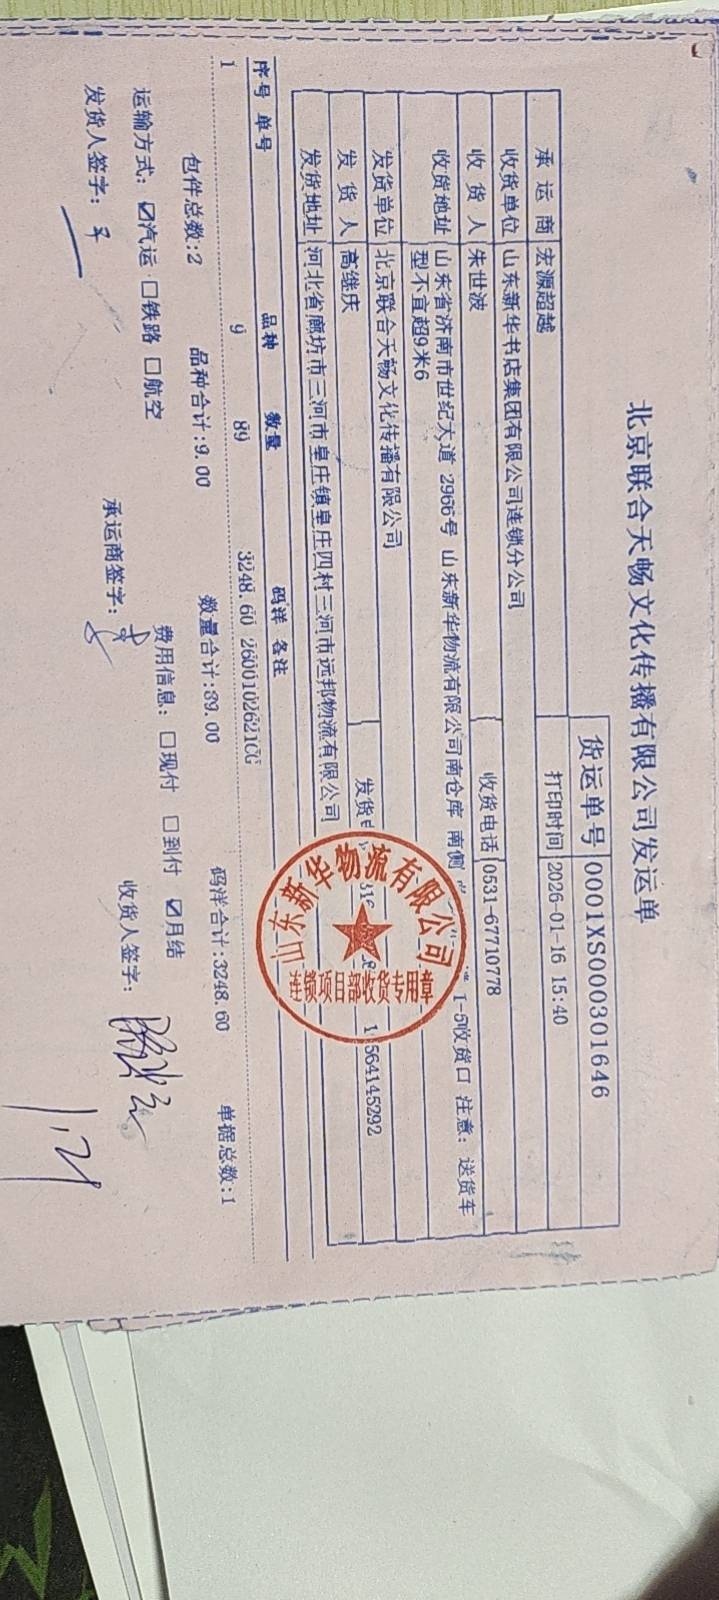 北京联合天畅文化传播有限公司发运单
货运单号 0001XS000301646
打印时间 2026-01-16 15:40
承运商 宏源超越
收货单位 山东新华书店集团有限公司连锁分公司
收货人 朱世波 收货电话 0531-67710778
收货地址 山东省济南市世纪大道 2966号 山东新华物流有限公司南仓库 南侧 1-5收货口 注意：送货车
型不宜超9米6
发货单位 北京联合天畅文化传播有限公司
发货人 高继庆 发货 564145292
发货地址 河北省廊坊市三河市皇庄镇皇庄四村三河市远邦物流有限公司
山东新华物流有限公司
连锁项目部收货专用章
序号 单号 品种 数量 码洋 备注
1 9 89 3248.60 2600102621CG
包件总数:2 品种合计:9.00 数量合计:89.00 码洋合计:3248.60 单据总数:1
运输方式：☑汽运 □铁路 □航空 费用信息：□现付 □到付 ☑月结
发货人签字： 承运商签字： 收货人签字：
1.21